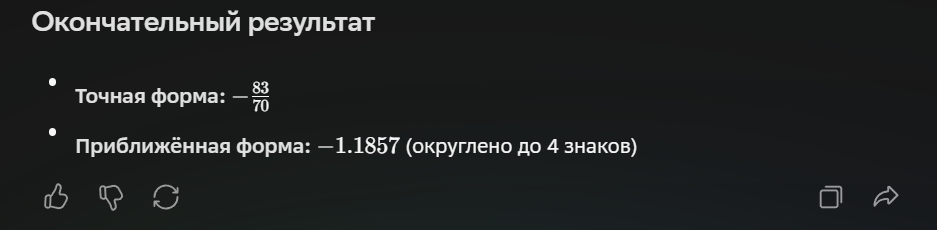 Окончательный результат
• Точная форма: −83/70
• Приближённая форма: −1.1857 (округлено до 4 знаков)